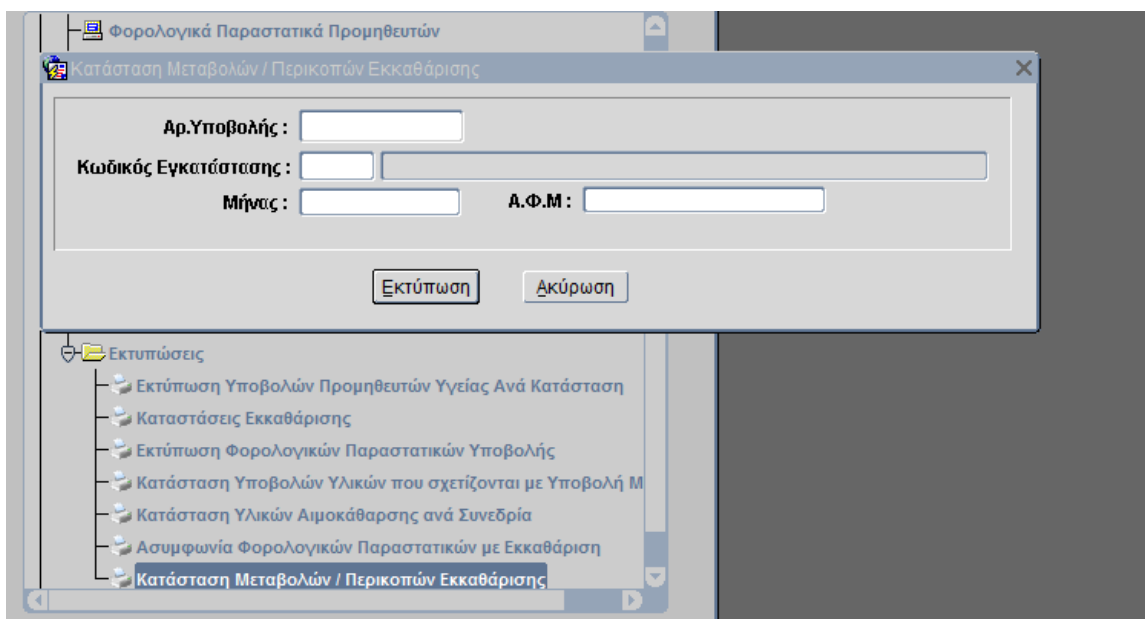 Φορολογικά Παραστατικά Προμηθευτών
Κατάσταση Μεταβολών / Περικοπών Εκκαθάρισης
Αρ.Υποβολής :
Κωδικός Εγκατάστασης :
Μήνας : Α.Φ.Μ :
Εκτύπωση Ακύρωση
Εκτυπώσεις
Εκτύπωση Υποβολών Προμηθευτών Υγείας Ανά Κατάσταση
Καταστάσεις Εκκαθάρισης
Εκτύπωση Φορολογικών Παραστατικών Υποβολής
Κατάσταση Υποβολών Υλικών που σχετίζονται με Υποβολή Μ
Κατάσταση Υλικών Αιμοκάθαρσης ανά Συνεδρία
Ασυμφωνία Φορολογικών Παραστατικών με Εκκαθάριση
Κατάσταση Μεταβολών / Περικοπών Εκκαθάρισης